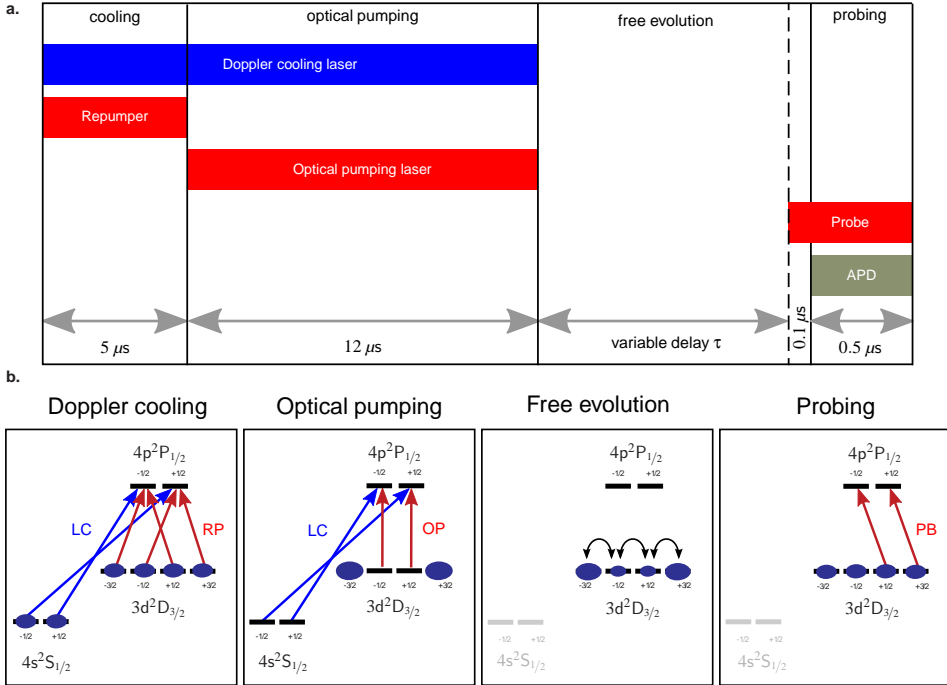 a.
cooling optical pumping free evolution probing
Doppler cooling laser
Repumper
Optical pumping laser
Probe
APD
5 μs 12 μs variable delay τ 0.1 μs 0.5 μs
b.
Doppler cooling Optical pumping Free evolution Probing
4p²P₁/₂ 4p²P₁/₂ 4p²P₁/₂ 4p²P₁/₂
-1/2 +1/2 -1/2 +1/2 -1/2 +1/2 -1/2 +1/2
LC RP LC OP PB
-3/2 -1/2 +1/2 +3/2 -3/2 -1/2 +1/2 +3/2 -3/2 -1/2 +1/2 +3/2 -3/2 -1/2 +1/2 +3/2
3d²D₃/₂ 3d²D₃/₂ 3d²D₃/₂ 3d²D₃/₂
-1/2 +1/2 -1/2 +1/2 -1/2 +1/2 -1/2 +1/2
4s²S₁/₂ 4s²S₁/₂ 4s²S₁/₂ 4s²S₁/₂